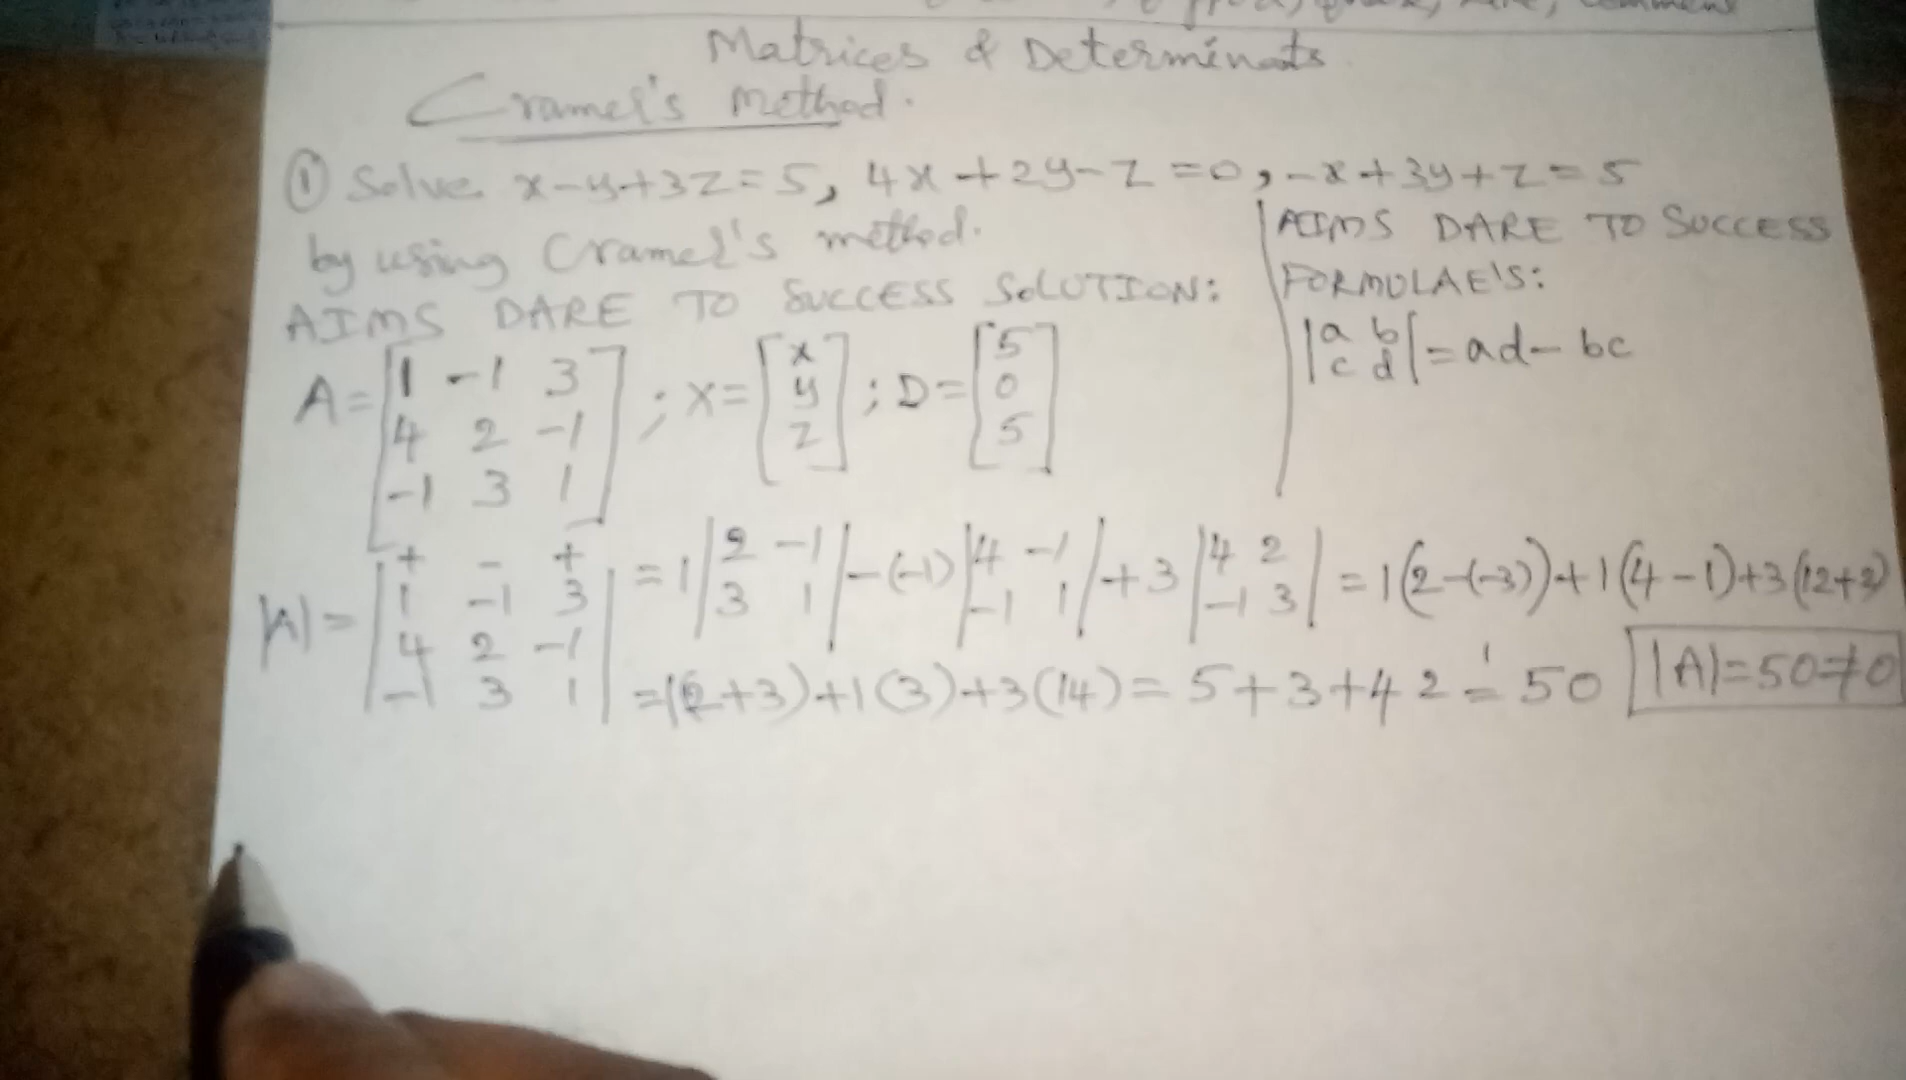 Matrices & Determinats
Cramer's Method.
① Solve x-y+3z=5, 4x+2y-z=0, -x+3y+z=5
by using Cramer's method.
AIMS DARE TO SUCCESS SOLUTION:
AIMS DARE TO SUCCESS
FORMULAE'S:
|a b
c d| = ad - bc
A = [1 -1 3
4 2 -1
-1 3 1] ; X = [x
y
z] ; D = [5
0
5]
+ - +
|A| = |1 -1 3
4 2 -1
-1 3 1| = 1|2 -1
3 1| -(-1)|4 -1
-1 1| +3|4 2
-1 3| = 1(2-(-3))+1(4-1)+3(12+2)
=1(2+3)+1(3)+3(14)= 5+3+42 = 50 |A|=50≠0